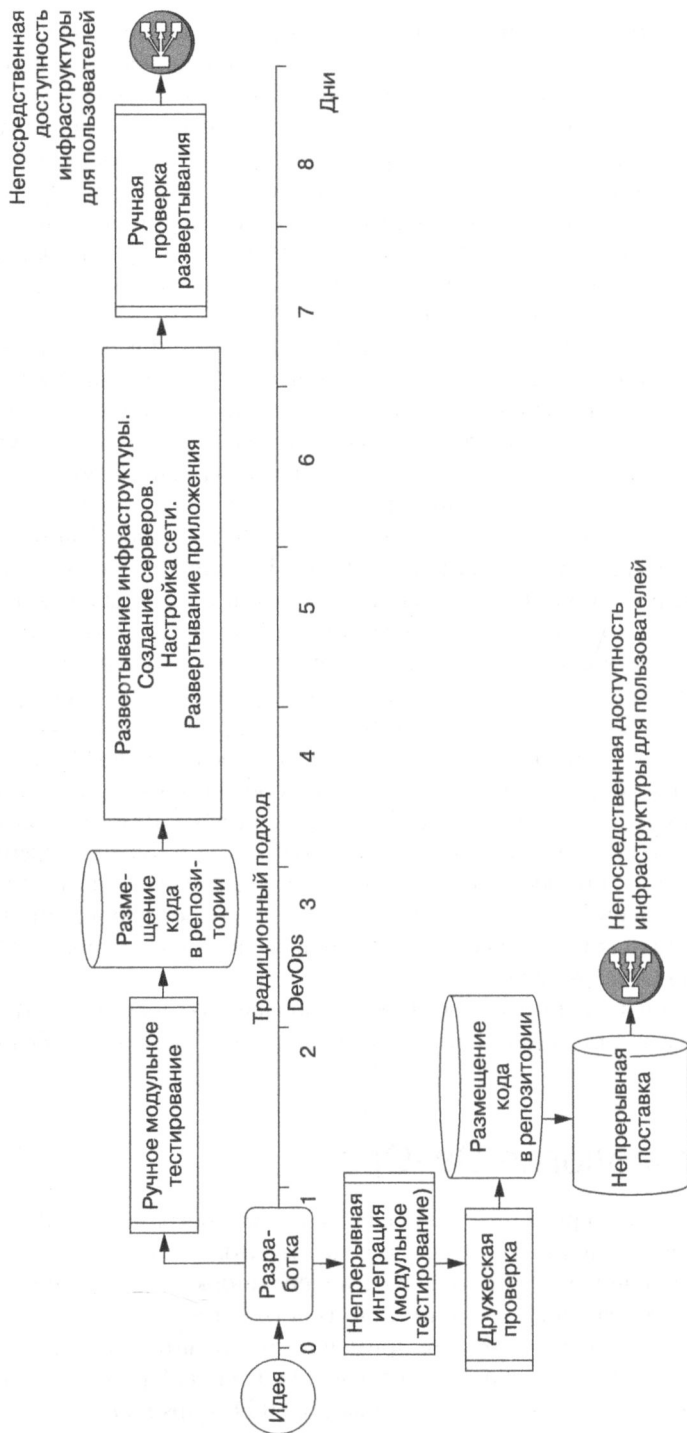 Идея
Разра-
ботка
Ручное модульное
тестирование
Разме-
щение
кода
в репози-
тории
Развертывание инфраструктуры.
Создание серверов.
Настройка сети.
Развертывание приложения
Ручная
проверка
развертывания
Непосредственная
доступность
инфраструктуры
для пользователей
Традиционный подход
DevOps
0
1
2
3
4
5
6
7
8
Дни
Непрерывная
интеграция
(модульное
тестирование)
Дружеская
проверка
Размещение
кода
в репозитории
Непрерывная
поставка
Непосредственная доступность
инфраструктуры для пользователей